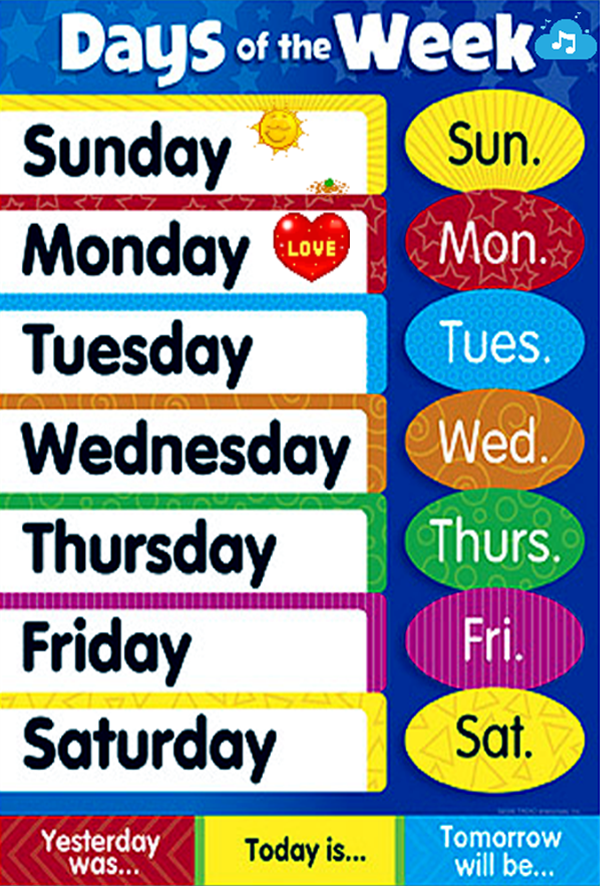 Days of the Week
Sunday
Sun.
Monday
LOVE
Mon.
Tuesday
Tues.
Wednesday
Wed.
Thursday
Thurs.
Friday
Fri.
Saturday
Sat.
Yesterday
was...
Today is...
Tomorrow
will be...